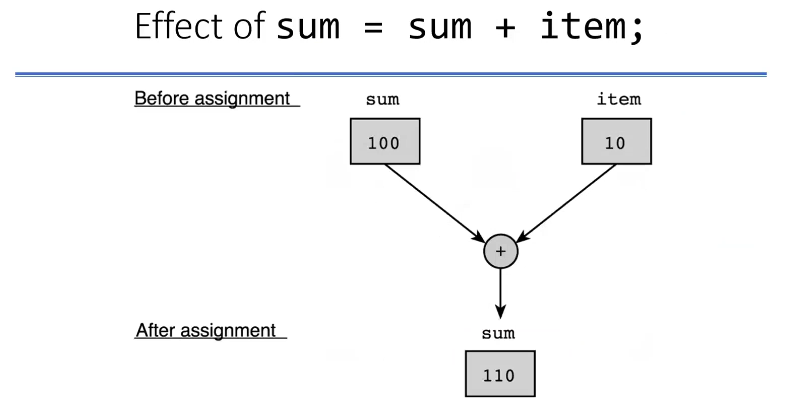 Effect of sum = sum + item;
Before assignment sum item
100 10
+
After assignment sum
110